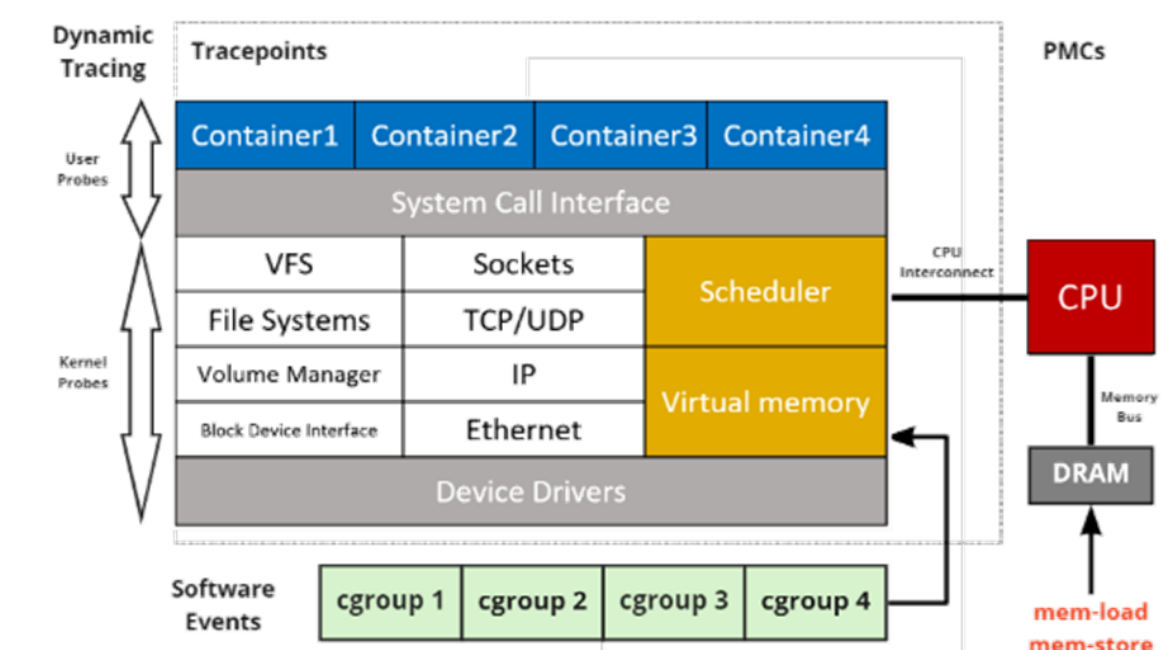 Dynamic
Tracing
Tracepoints
PMCs
Container1
Container2
Container3
Container4
User
Probes
System Call Interface
VFS
Sockets
Scheduler
CPU
Interconnect
CPU
File Systems
TCP/UDP
Kernel
Probes
Volume Manager
IP
Virtual memory
Memory
Bus
Block Device Interface
Ethernet
DRAM
Device Drivers
Software
Events
cgroup 1
cgroup 2
cgroup 3
cgroup 4
mem-load
mem-store